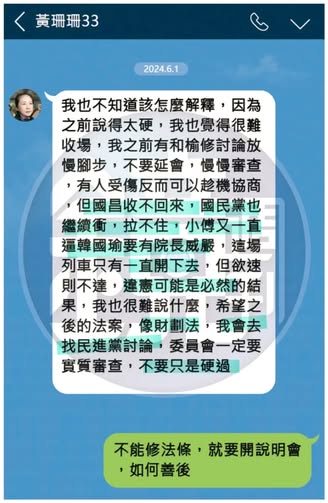 黃珊珊33
2024.6.1
我也不知道該怎麼解釋，因為
之前說得太硬，我也覺得很難
收場，我之前有和榆修討論放
慢腳步，不要延會，慢慢審查
，有人受傷反而可以趁機協商
，但國昌收不回來，國民黨也
繼續衝，拉不住，小傅又一直
逼韓國瑜要有院長威嚴，這場
列車只有一直開下去，但欲速
則不達，違憲可能是必然的結
果，我也很難說什麼，希望之
後的法案，像財劃法，我會去
找民進黨討論，委員會一定要
實質審查，不要只是硬過
不能修法條，就要開說明會
，如何善後